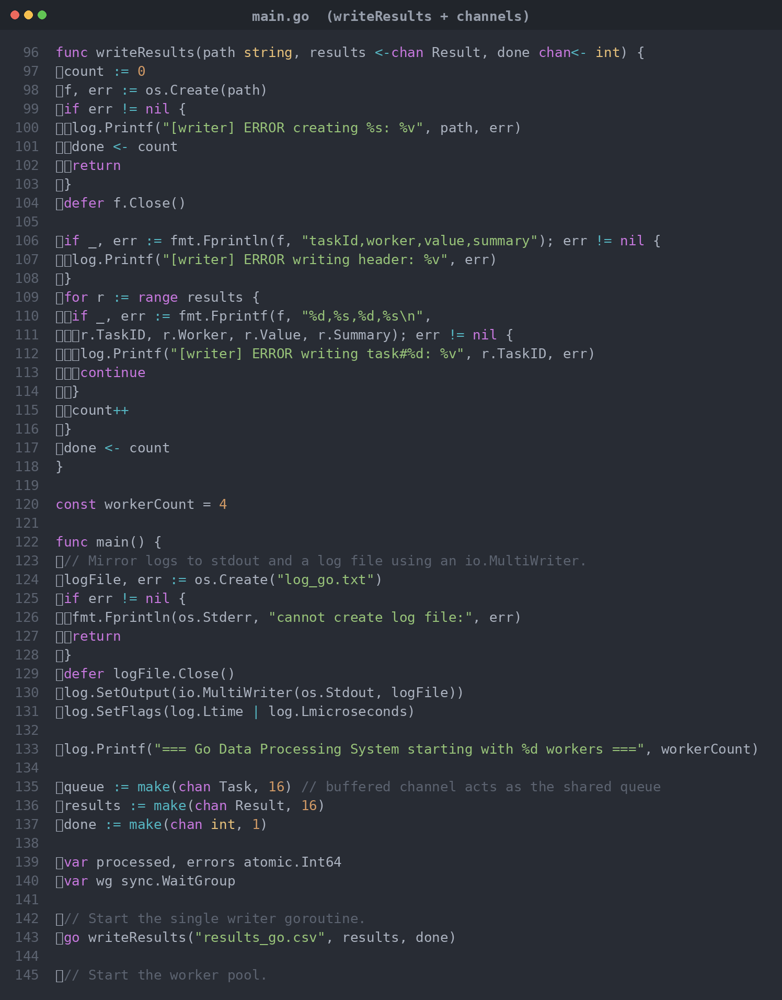 main.go  (writeResults + channels)
96 func writeResults(path string, results <-chan Result, done chan<- int) {
97 count := 0
98 f, err := os.Create(path)
99 if err != nil {
100 log.Printf("[writer] ERROR creating %s: %v", path, err)
101 done <- count
102 return
103 }
104 defer f.Close()
105
106 if _, err := fmt.Fprintln(f, "taskId,worker,value,summary"); err != nil {
107 log.Printf("[writer] ERROR writing header: %v", err)
108 }
109 for r := range results {
110 if _, err := fmt.Fprintf(f, "%d,%s,%d,%s\n",
111 r.TaskID, r.Worker, r.Value, r.Summary); err != nil {
112 log.Printf("[writer] ERROR writing task#%d: %v", r.TaskID, err)
113 continue
114 }
115 count++
116 }
117 done <- count
118 }
119
120 const workerCount = 4
121
122 func main() {
123 // Mirror logs to stdout and a log file using an io.MultiWriter.
124 logFile, err := os.Create("log_go.txt")
125 if err != nil {
126 fmt.Fprintln(os.Stderr, "cannot create log file:", err)
127 return
128 }
129 defer logFile.Close()
130 log.SetOutput(io.MultiWriter(os.Stdout, logFile))
131 log.SetFlags(log.Ltime | log.Lmicroseconds)
132
133 log.Printf("=== Go Data Processing System starting with %d workers ===", workerCount)
134
135 queue := make(chan Task, 16) // buffered channel acts as the shared queue
136 results := make(chan Result, 16)
137 done := make(chan int, 1)
138
139 var processed, errors atomic.Int64
140 var wg sync.WaitGroup
141
142 // Start the single writer goroutine.
143 go writeResults("results_go.csv", results, done)
144
145 // Start the worker pool.